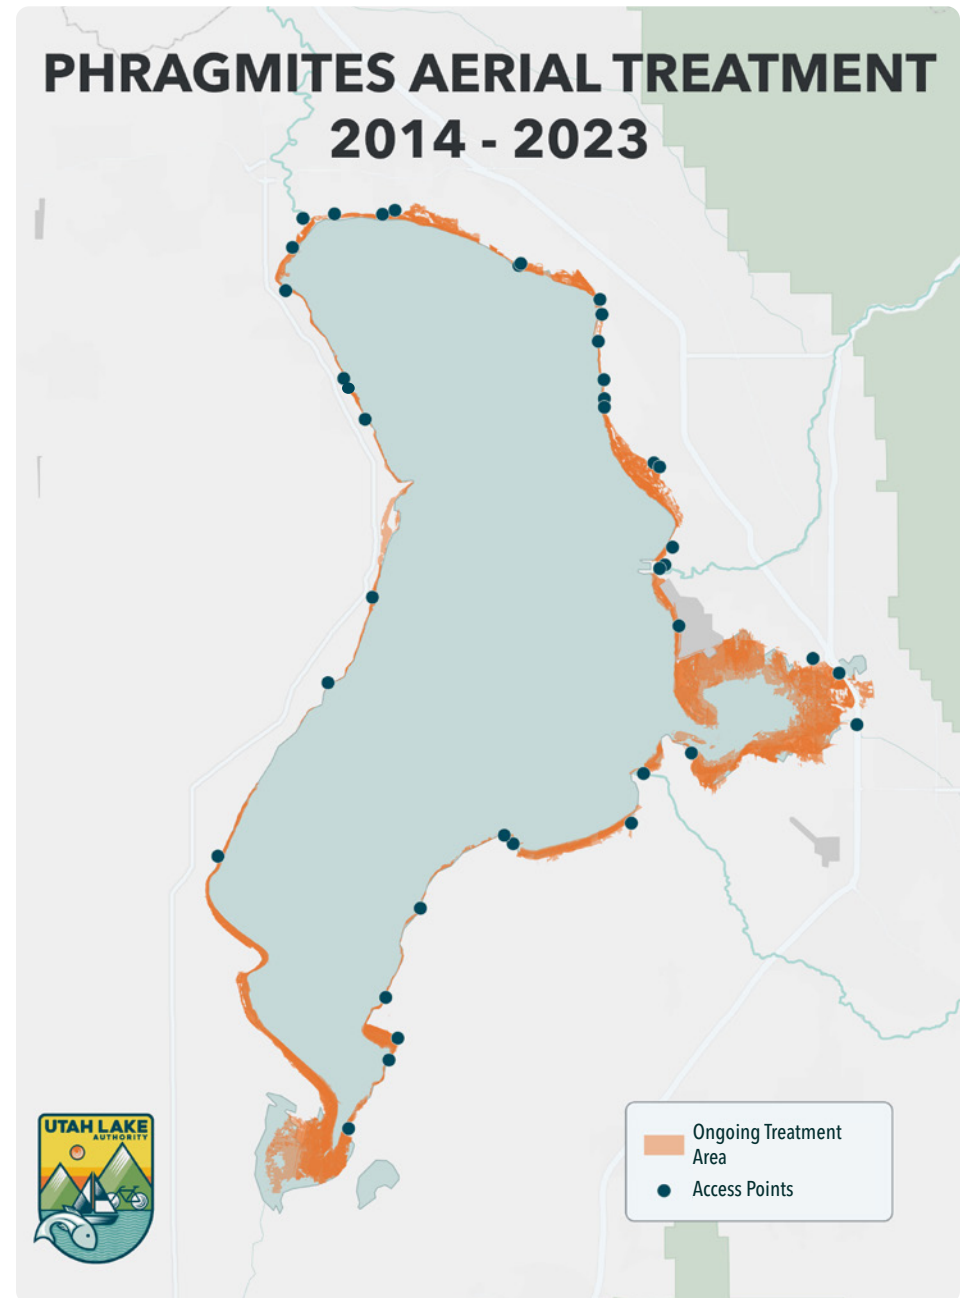 PHRAGMITES AERIAL TREATMENT
2014 - 2023
UTAH LAKE
AUTHORITY
Ongoing Treatment
Area
Access Points